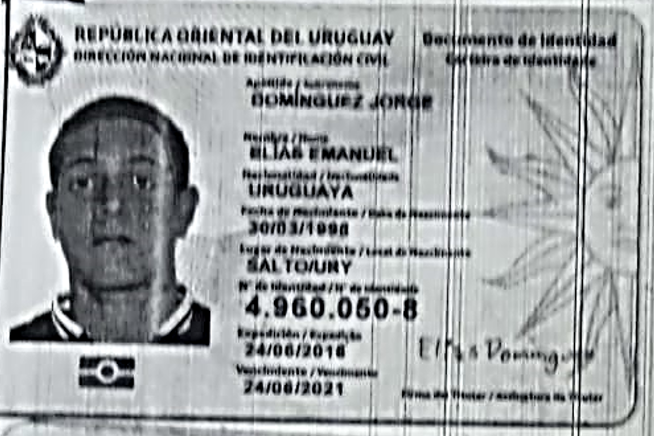 REPÚBLICA ORIENTAL DEL URUGUAY
DIRECCIÓN NACIONAL DE IDENTIFICACIÓN CIVIL
Documento de Identidad
Carteira de Identidade
Apellido / Sobrenome
DOMÍNGUEZ JORGE
Nombre / Nome
ELÍAS EMANUEL
Nacionalidad / Nacionalidade
URUGUAYA
Fecha de Nacimiento / Data de Nascimento
30/03/1998
Lugar de Nacimiento / Local de Nascimento
SALTO/URY
N° de Identidad / N° de Identidade
4.960.050-8
Expedición / Expedição
24/06/2016
Vencimiento / Vencimento
24/06/2021
Elías Domínguez
Firma del Titular / Assinatura do Titular